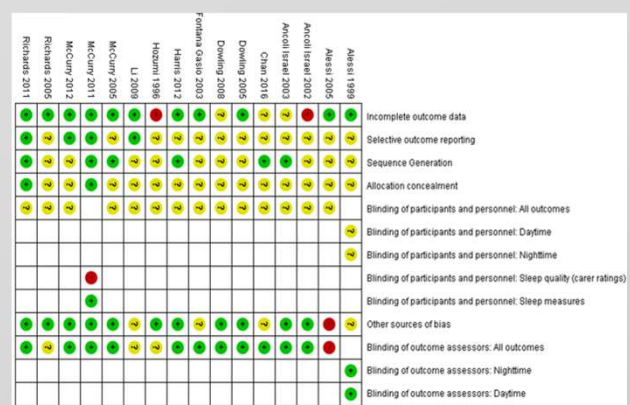 Richards 2011
Richards 2005
McCurry 2012
McCurry 2011
McCurry 2005
Li 2009
Hozumi 1996
Harris 2012
Fontana Gasio 2003
Dowling 2008
Dowling 2005
Chan 2016
Ancoli Israel 2003
Ancoli Israel 2002
Alessi 2005
Alessi 1999
+ + + + + + - + + ? + ? ? - + + Incomplete outcome data
+ ? + + ? + ? ? ? ? ? ? ? ? ? ? Selective outcome reporting
+ ? ? + + ? ? + ? ? ? + + ? ? ? Sequence Generation
+ ? ? + ? ? ? ? ? ? ? ? ? ? ? ? Allocation concealment
? ? ? ? ? ? ? ? ? ? ? ? ? ? Blinding of participants and personnel: All outcomes
? Blinding of participants and personnel: Daytime
? Blinding of participants and personnel: Nighttime
- Blinding of participants and personnel: Sleep quality (carer ratings)
+ Blinding of participants and personnel: Sleep measures
+ + + + + ? + + ? + + ? + + - ? Other sources of bias
+ ? + + + ? ? + + + + + + + - Blinding of outcome assessors: All outcomes
+ Blinding of outcome assessors: Nighttime
+ Blinding of outcome assessors: Daytime